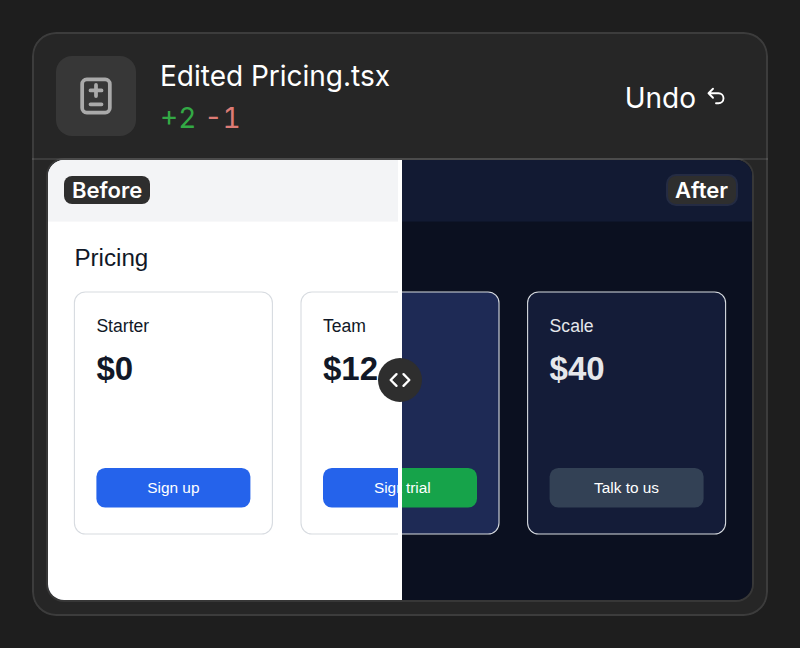 Edited Pricing.tsx
+2 -1
Undo
Before
After
Pricing
Starter
Team
Scale
$0
$12
$40
Sign up
trial
Talk to us